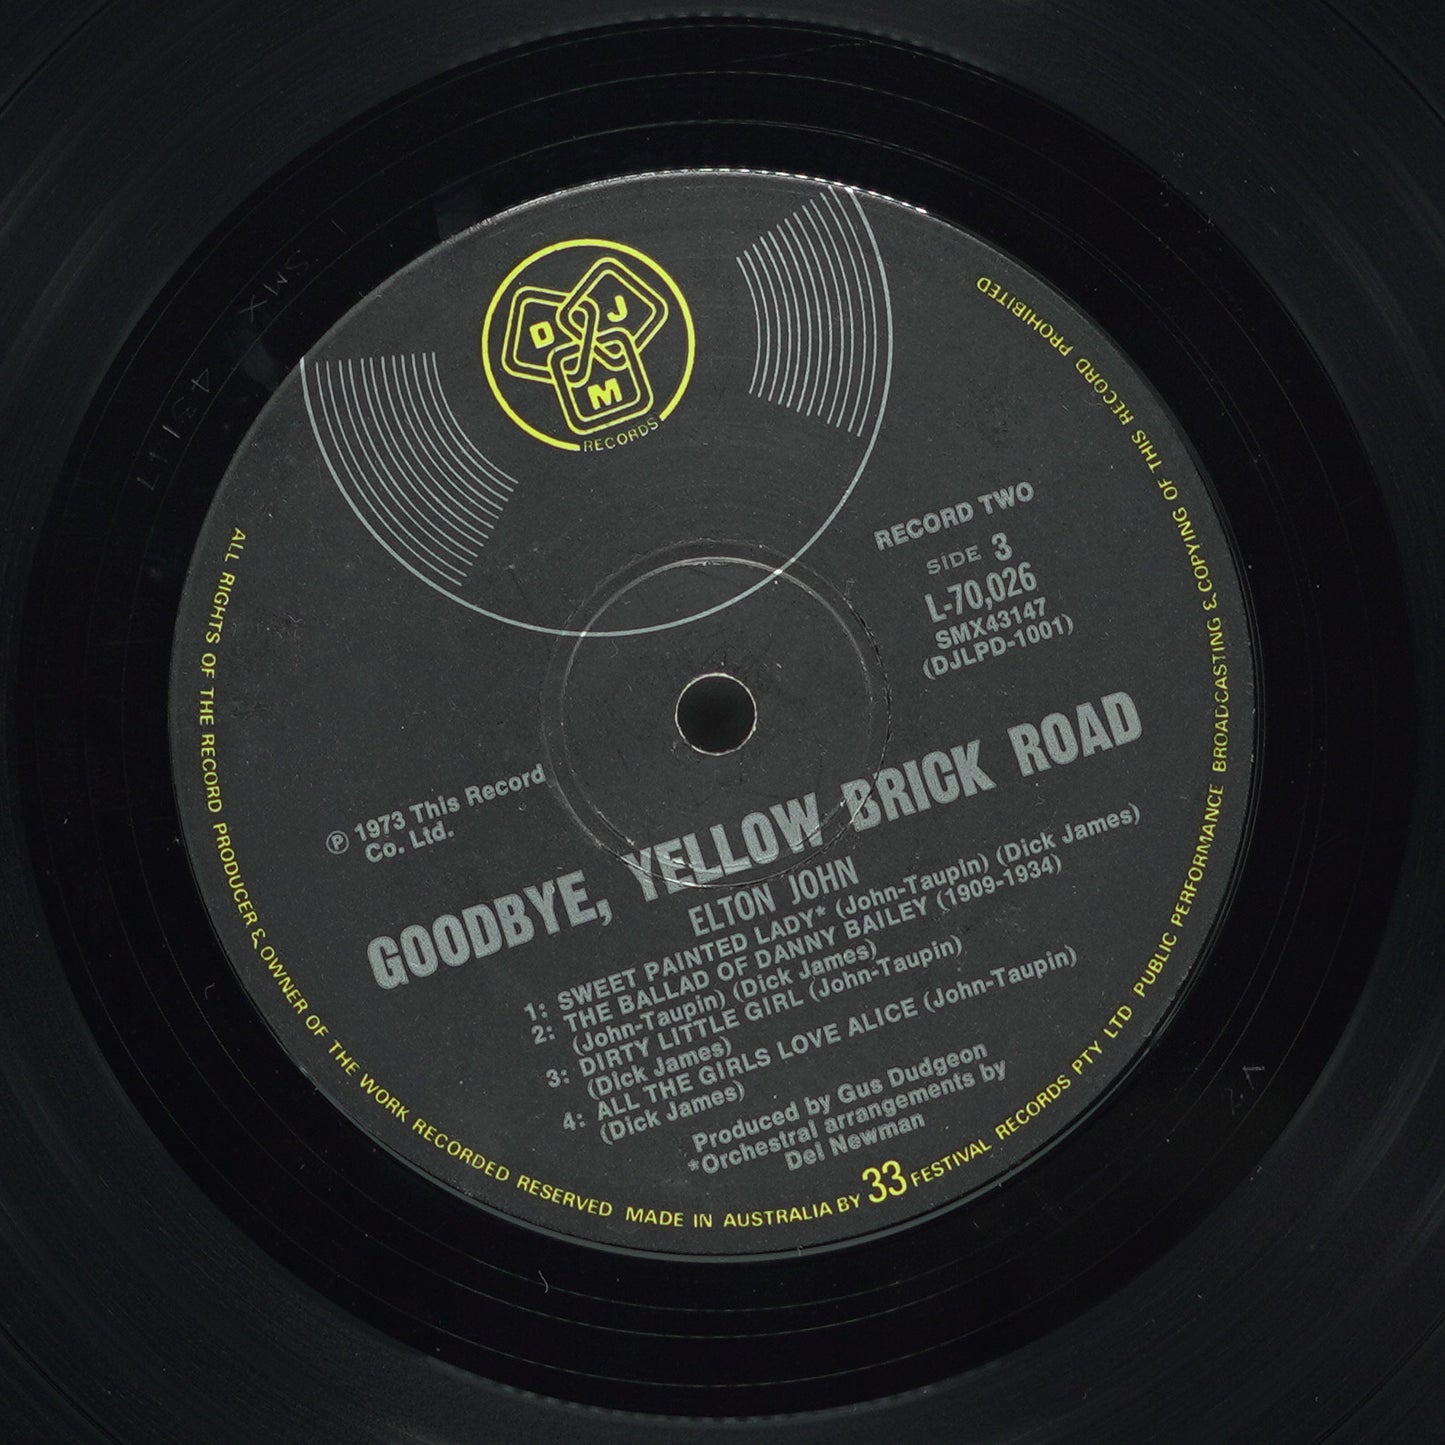 D J
M
RECORDS
RECORD TWO
SIDE 3
L-70,026
SMX43147
(DJLPD-1001)
℗ 1973 This Record
Co. Ltd.
GOODBYE, YELLOW BRICK ROAD
ELTON JOHN
1: SWEET PAINTED LADY* (John-Taupin) (Dick James)
2: THE BALLAD OF DANNY BAILEY (1909-1934)
(John-Taupin) (Dick James)
3: DIRTY LITTLE GIRL (John-Taupin)
(Dick James)
4: ALL THE GIRLS LOVE ALICE (John-Taupin)
(Dick James)
Produced by Gus Dudgeon
*Orchestral arrangements by
Del Newman
ALL RIGHTS OF THE RECORD PRODUCER & OWNER OF THE WORK RECORDED RESERVED MADE IN AUSTRALIA BY 33 FESTIVAL RECORDS PTY LTD PUBLIC PERFORMANCE BROADCASTING & COPYING OF THIS RECORD PROHIBITED
SMX 43147